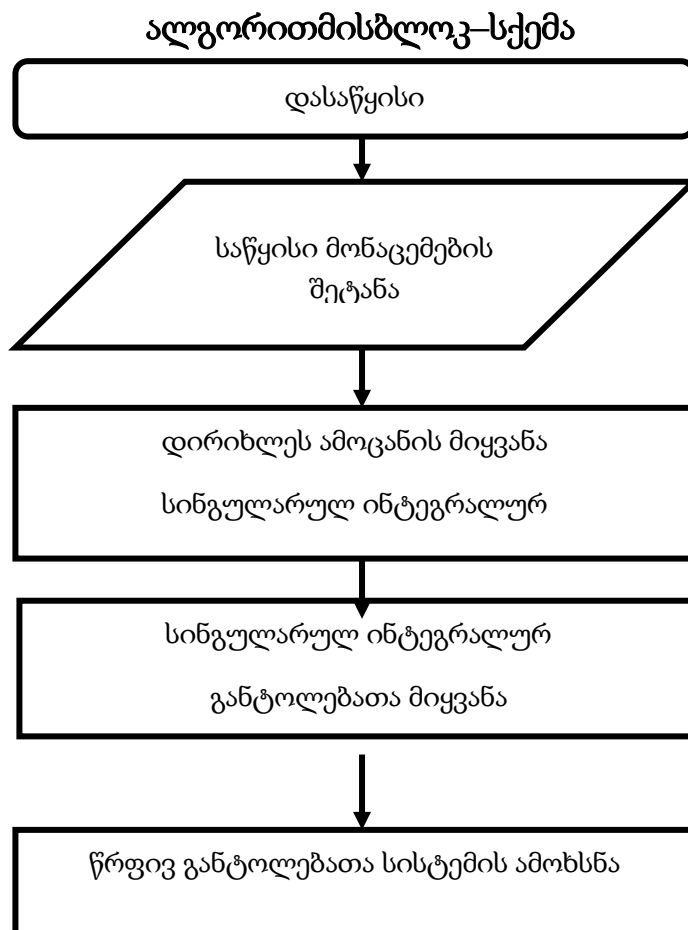 ალგორითმისბლოკ–სქემა
დასაწყისი
საწყისი მონაცემების
შეტანა
დირიხლეს ამოცანის მიყვანა
სინგულარულ ინტეგრალურ
სინგულარულ ინტეგრალურ
განტოლებათა მიყვანა
წრფივ განტოლებათა სისტემის ამოხსნა